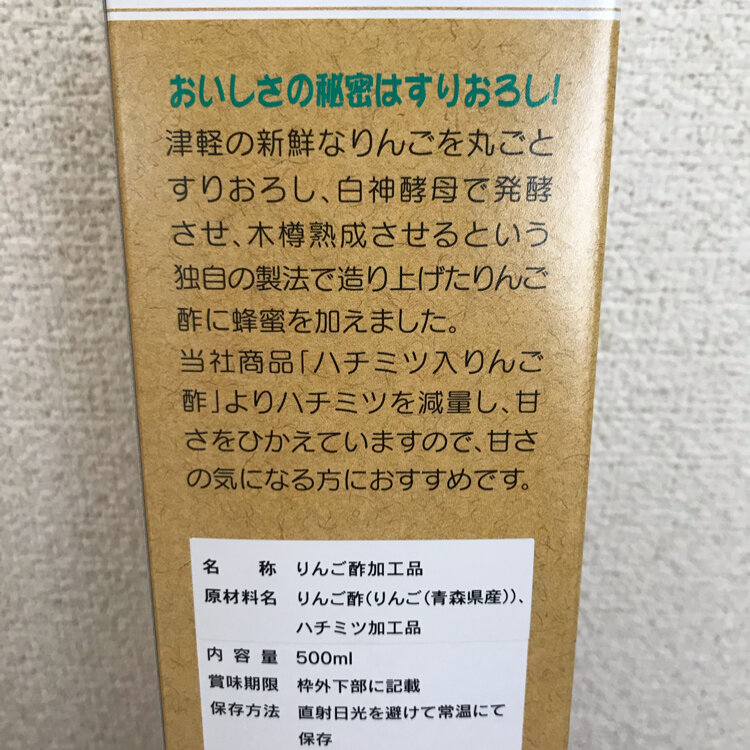 おいしさの秘密はすりおろし!
津軽の新鮮なりんごを丸ごと
すりおろし、白神酵母で発酵
させ、木樽熟成させるという
独自の製法で造り上げたりんご
酢に蜂蜜を加えました。
当社商品「ハチミツ入りんご
酢」よりハチミツを減量し、甘
さをひかえていますので、甘さ
の気になる方におすすめです。
名称 りんご酢加工品
原材料名 りんご酢(りんご(青森県産))、
ハチミツ加工品
内容量 500ml
賞味期限 枠外下部に記載
保存方法 直射日光を避けて常温にて
保存